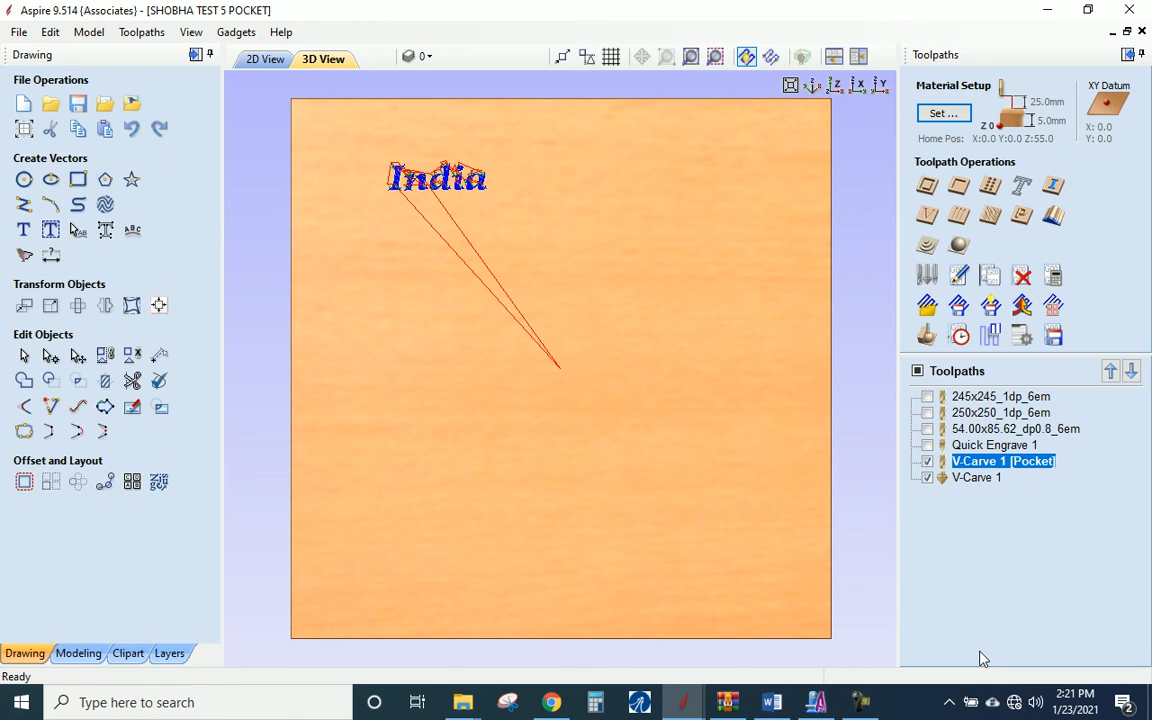 Aspire 9.514 {Associates} - [SHOBHA TEST 5 POCKET]
File Edit Model Toolpaths View Gadgets Help
Drawing
File Operations
Create Vectors
Transform Objects
Edit Objects
Offset and Layout
Drawing Modeling Clipart Layers
Ready
2D View 3D View 0
India
Toolpaths
Material Setup
Set ...
25.0mm
5.0mm
Z 0
Home Pos: X:0.0 Y:0.0 Z:55.0
XY Datum
X: 0.0
Y: 0.0
Toolpath Operations
Toolpaths
245x245_1dp_6em
250x250_1dp_6em
54.00x85.62_dp0.8_6em
Quick Engrave 1
V-Carve 1 [Pocket]
V-Carve 1
Type here to search
2:21 PM
1/23/2021
2